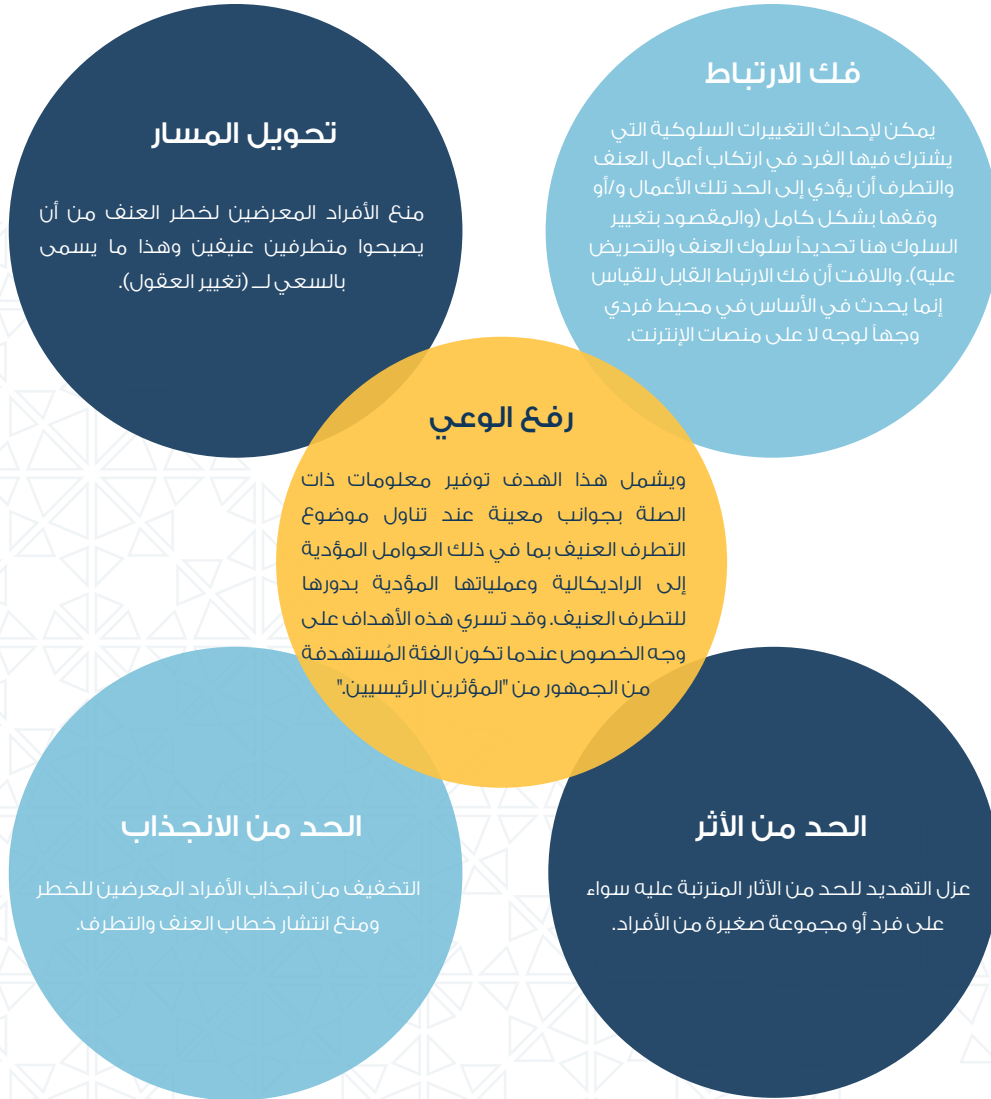 فك الارتباط
يمكن لإحداث التغييرات السلوكية التي
يشترك فيها الفرد في ارتكاب أعمال العنف
والتطرف أن يؤدي إلى الحد تلك الأعمال و/أو
وقفها بشكل كامل (والمقصود بتغيير
السلوك هنا تحديداً سلوك العنف والتحريض
عليه). واللافت أن فك الارتباط القابل للقياس
إنما يحدث في الأساس في محيط فردي
وجهاً لوجه لا على منصات الإنترنت.
تحويل المسار
منع الأفراد المعرضين لخطر العنف من أن
يصبحوا متطرفين عنيفين وهذا ما يسمى
بالسعي لــ (تغيير العقول).
رفع الوعي
ويشمل هذا الهدف توفير معلومات ذات
الصلة بجوانب معينة عند تناول موضوع
التطرف العنيف بما في ذلك العوامل المؤدية
إلى الراديكالية وعملياتها المؤدية بدورها
للتطرف العنيف. وقد تسري هذه الأهداف على
وجه الخصوص عندما تكون الفئة المُستهدفة
من الجمهور من "المؤثرين الرئيسيين."
الحد من الأثر
عزل التهديد للحد من الآثار المترتبة عليه سواء
على فرد أو مجموعة صغيرة من الأفراد.
الحد من الانجذاب
التخفيف من انجذاب الأفراد المعرضين للخطر
ومنع انتشار خطاب العنف والتطرف.